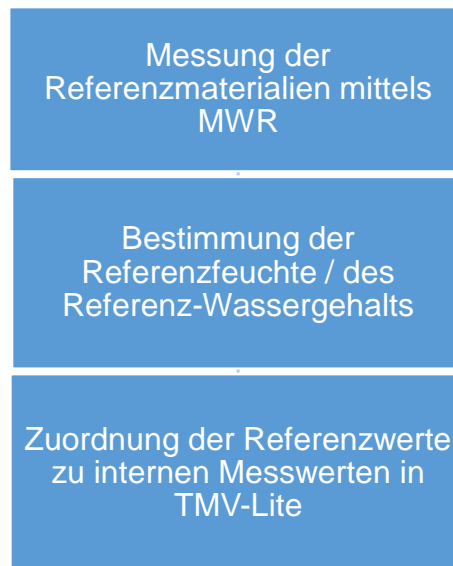 Messung der
Referenzmaterialien mittels
MWR
Bestimmung der
Referenzfeuchte / des
Referenz-Wassergehalts
Zuordnung der Referenzwerte
zu internen Messwerten in
TMV-Lite